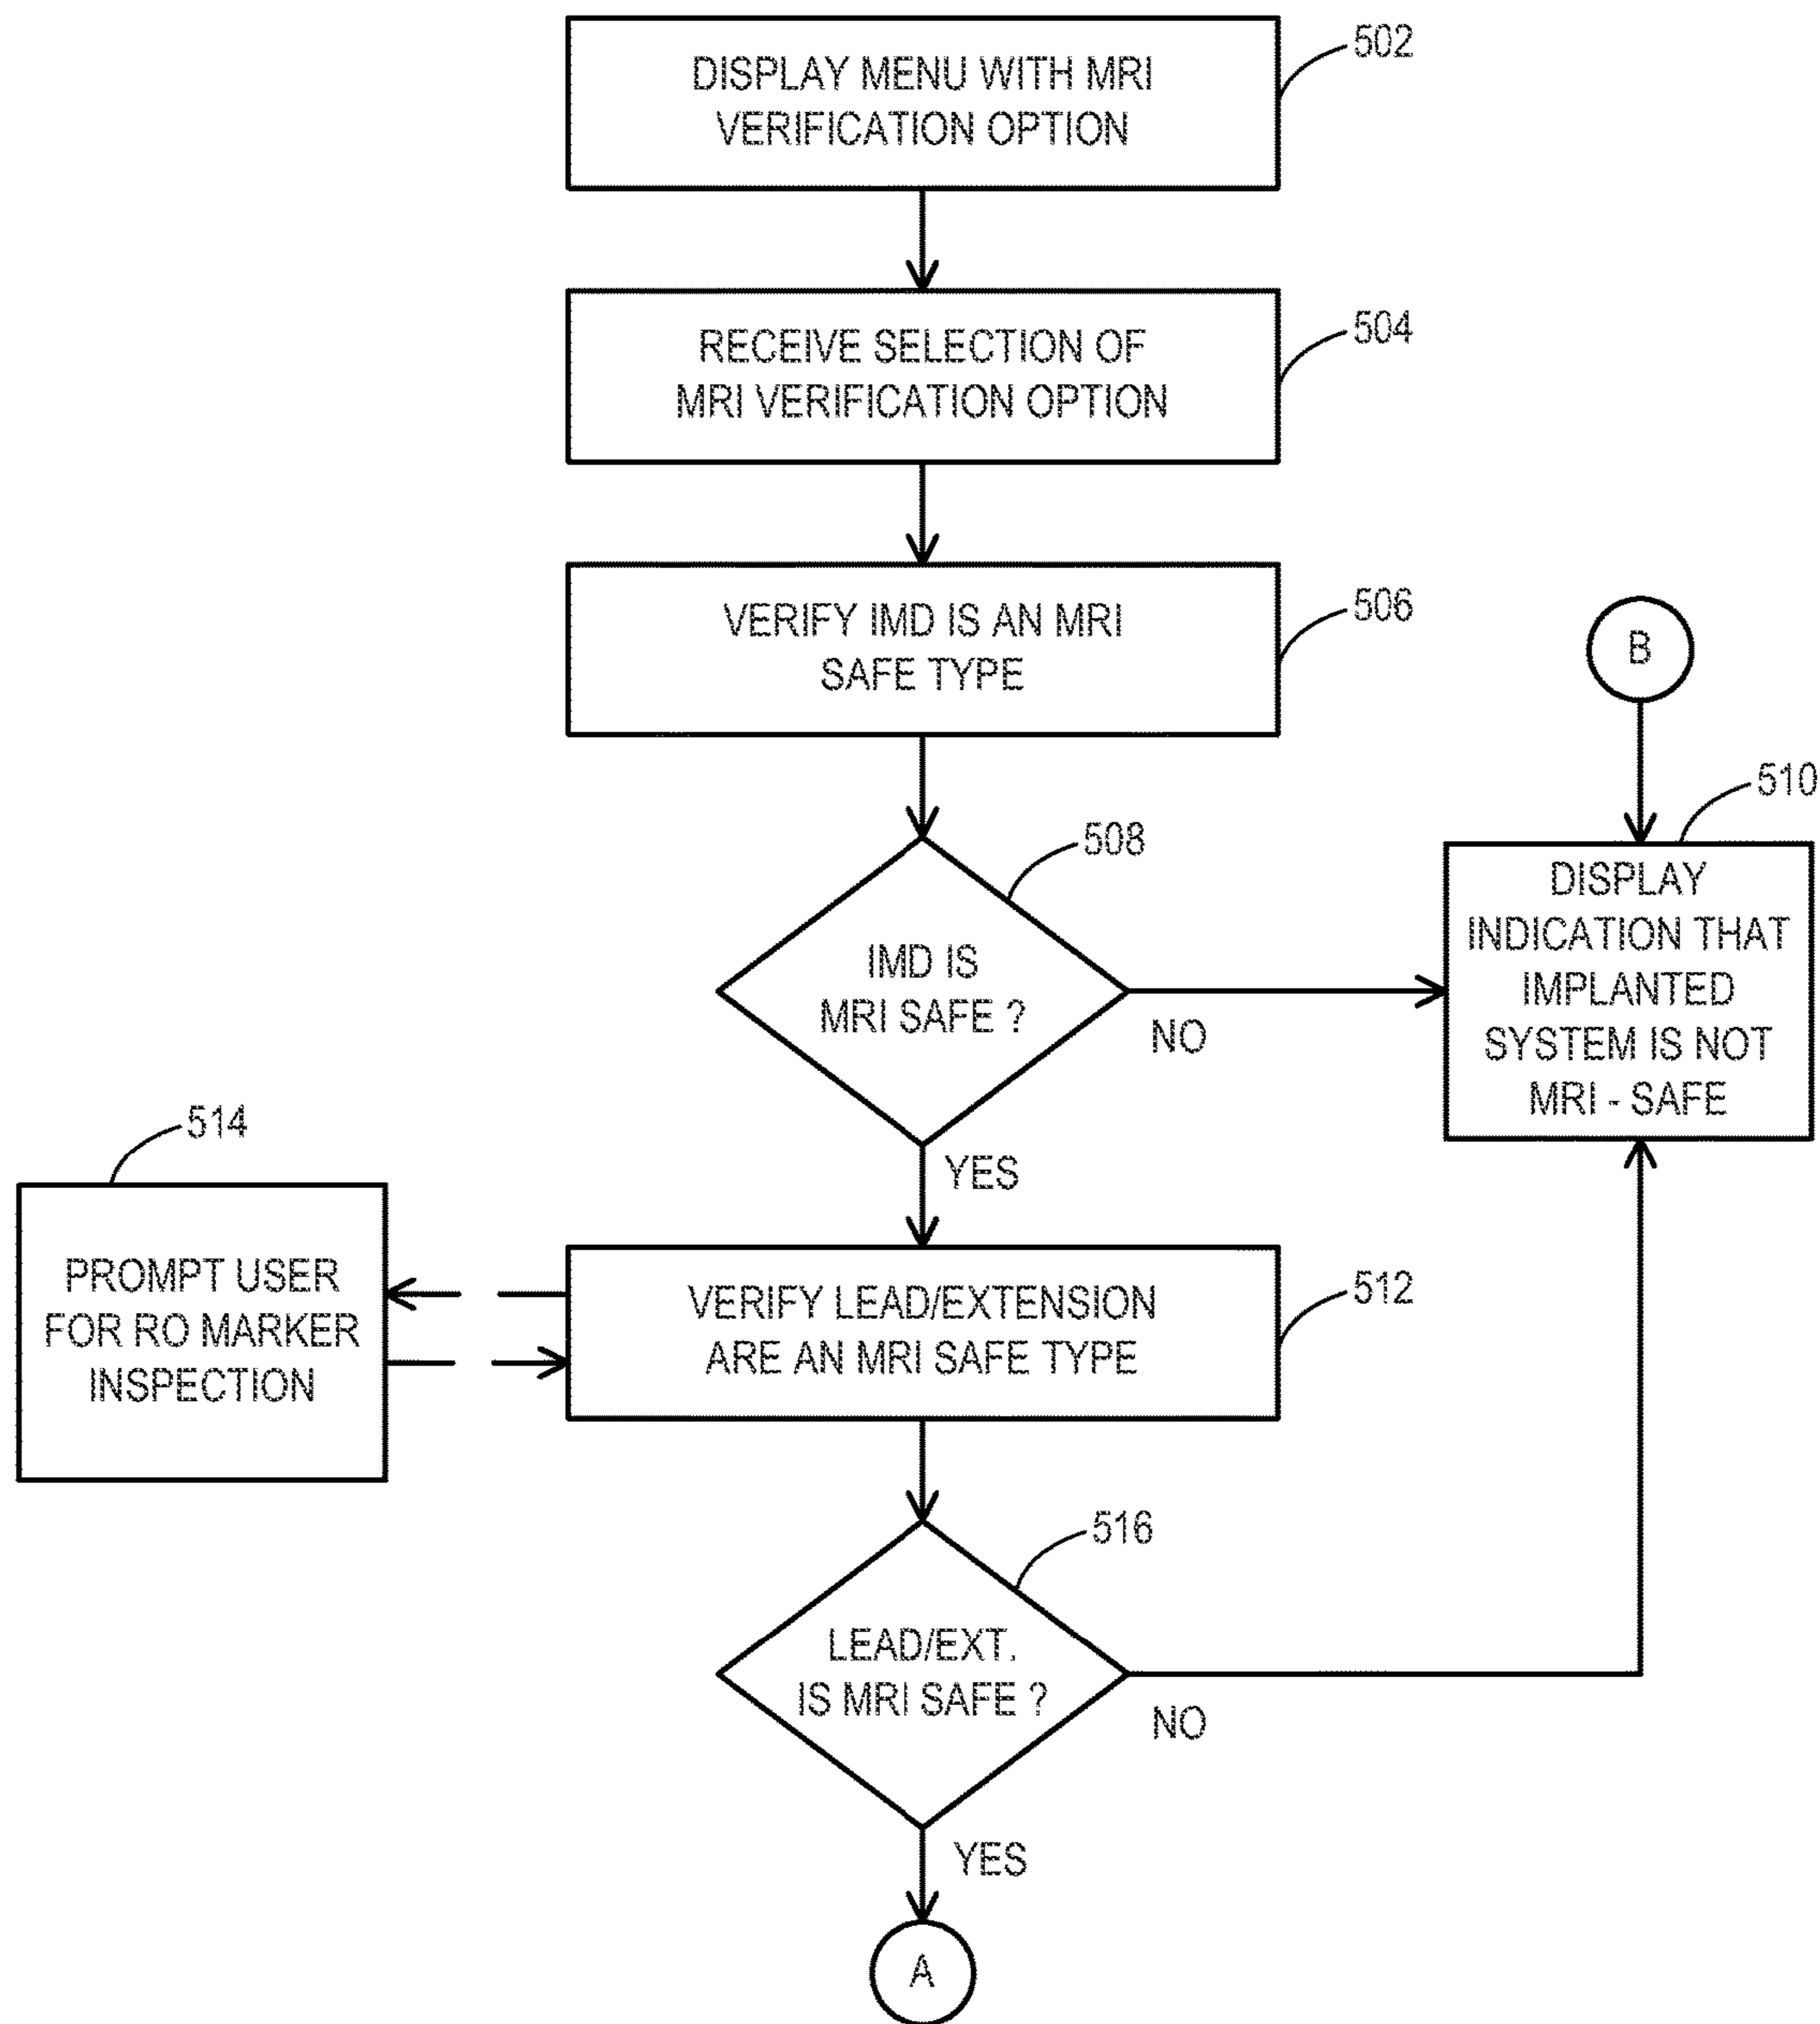 DISPLAY MENU WITH MRI
VERIFICATION OPTION
502
RECEIVE SELECTION OF
MRI VERIFICATION OPTION
504
VERIFY IMD IS AN MRI
SAFE TYPE
506
B
508
IMD IS
MRI SAFE ?
NO
YES
510
DISPLAY
INDICATION THAT
IMPLANTED
SYSTEM IS NOT
MRI - SAFE
514
PROMPT USER
FOR RO MARKER
INSPECTION
VERIFY LEAD/EXTENSION
ARE AN MRI SAFE TYPE
512
516
LEAD/EXT.
IS MRI SAFE ?
NO
YES
A